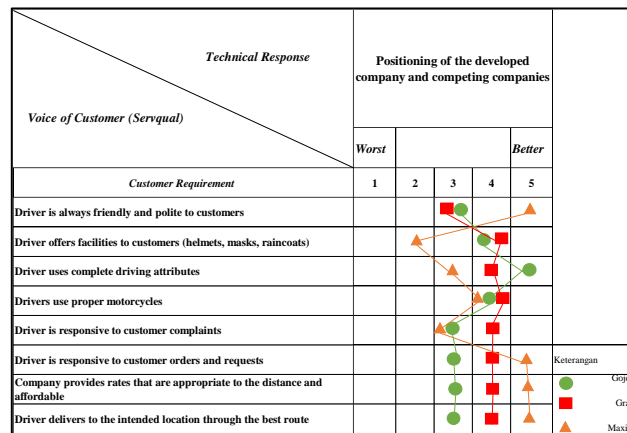 Technical Response
Positioning of the developed
company and competing companies
Voice of Customer (Servqual)
Worst
Better
Customer Requirement
1
2
3
4
5
Driver is always friendly and polite to customers
Driver offers facilities to customers (helmets, masks, raincoats)
Driver uses complete driving attributes
Drivers use proper motorcycles
Driver is responsive to customer complaints
Driver is responsive to customer orders and requests
Keterangan
Company provides rates that are appropriate to the distance and
affordable
Driver delivers to the intended location through the best route